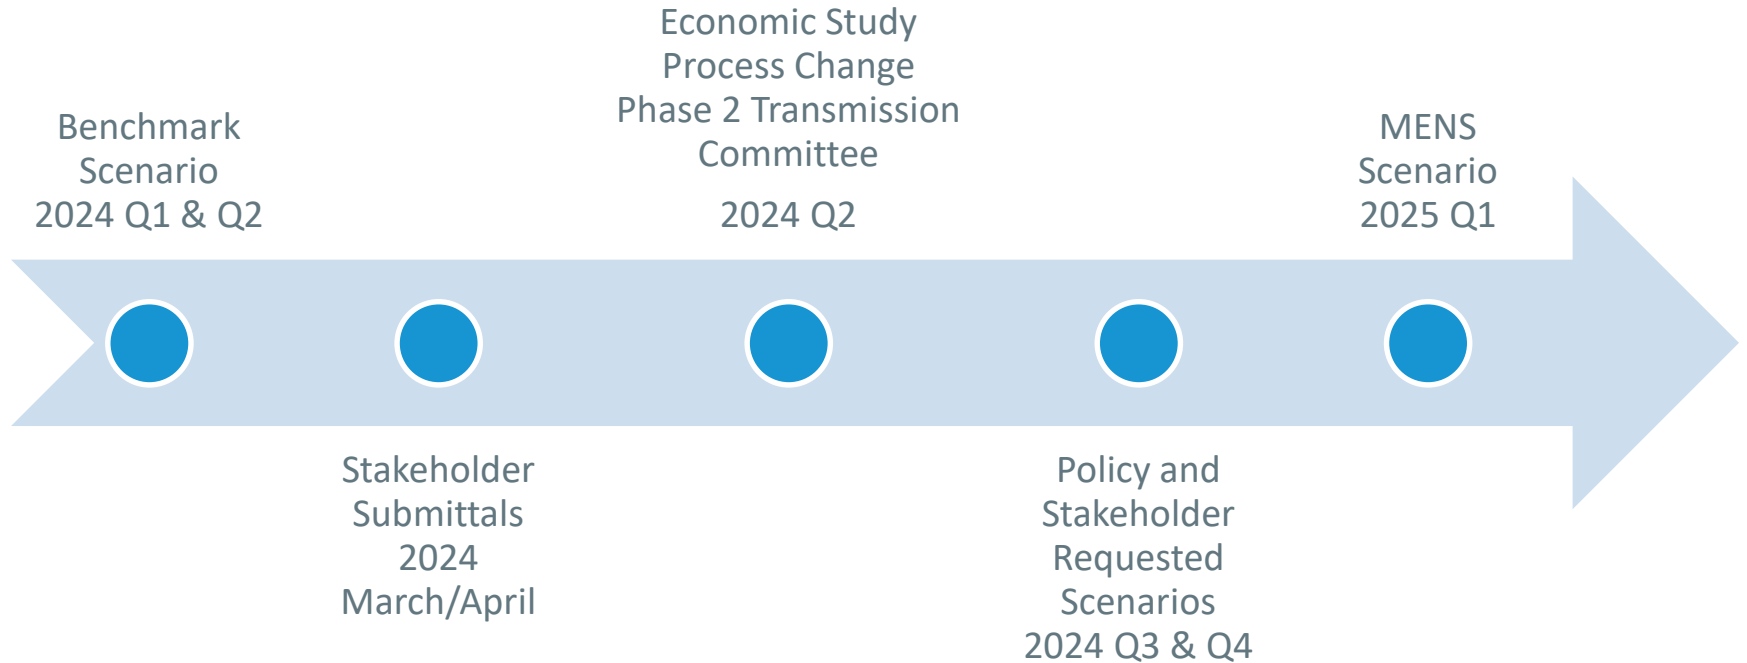 Benchmark
Scenario
2024 Q1 & Q2
Stakeholder
Submittals
2024
March/April
Economic Study
Process Change
Phase 2 Transmission
Committee
2024 Q2
Policy and
Stakeholder
Requested
Scenarios
2024 Q3 & Q4
MENS
Scenario
2025 Q1